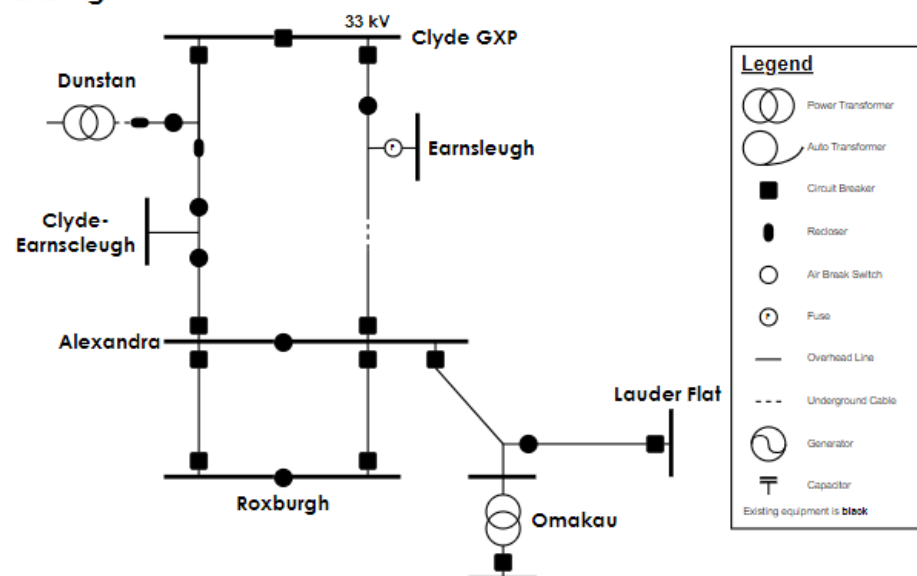 33 kV
Clyde GXP
Dunstan
Earnsleugh
Clyde-
Earnscleugh
Alexandra
Lauder Flat
Roxburgh
Omakau
Legend
Power Transformer
Auto Transformer
Circuit Breaker
Recloser
Air Break Switch
F
Fuse
Overhead Line
Underground Cable
Generator
Capacitor
Existing equipment is black